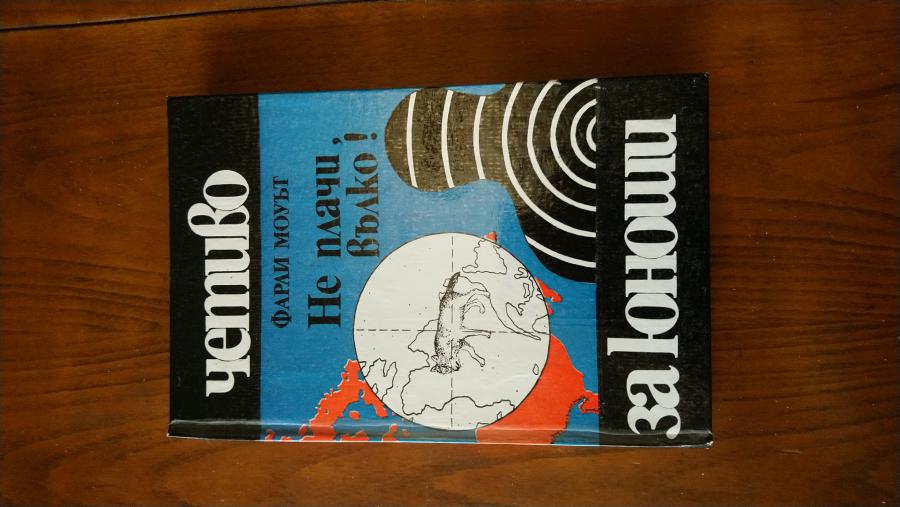 четиво
ФАРЛИ МОУЪТ
Не плачи,
вълко!
за юноши